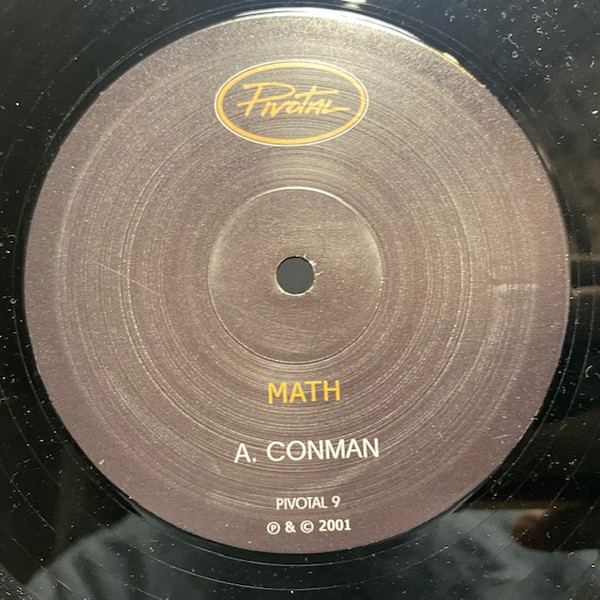 PIVOTAL
MATH
A. CONMAN
PIVOTAL 9
℗ & © 2001